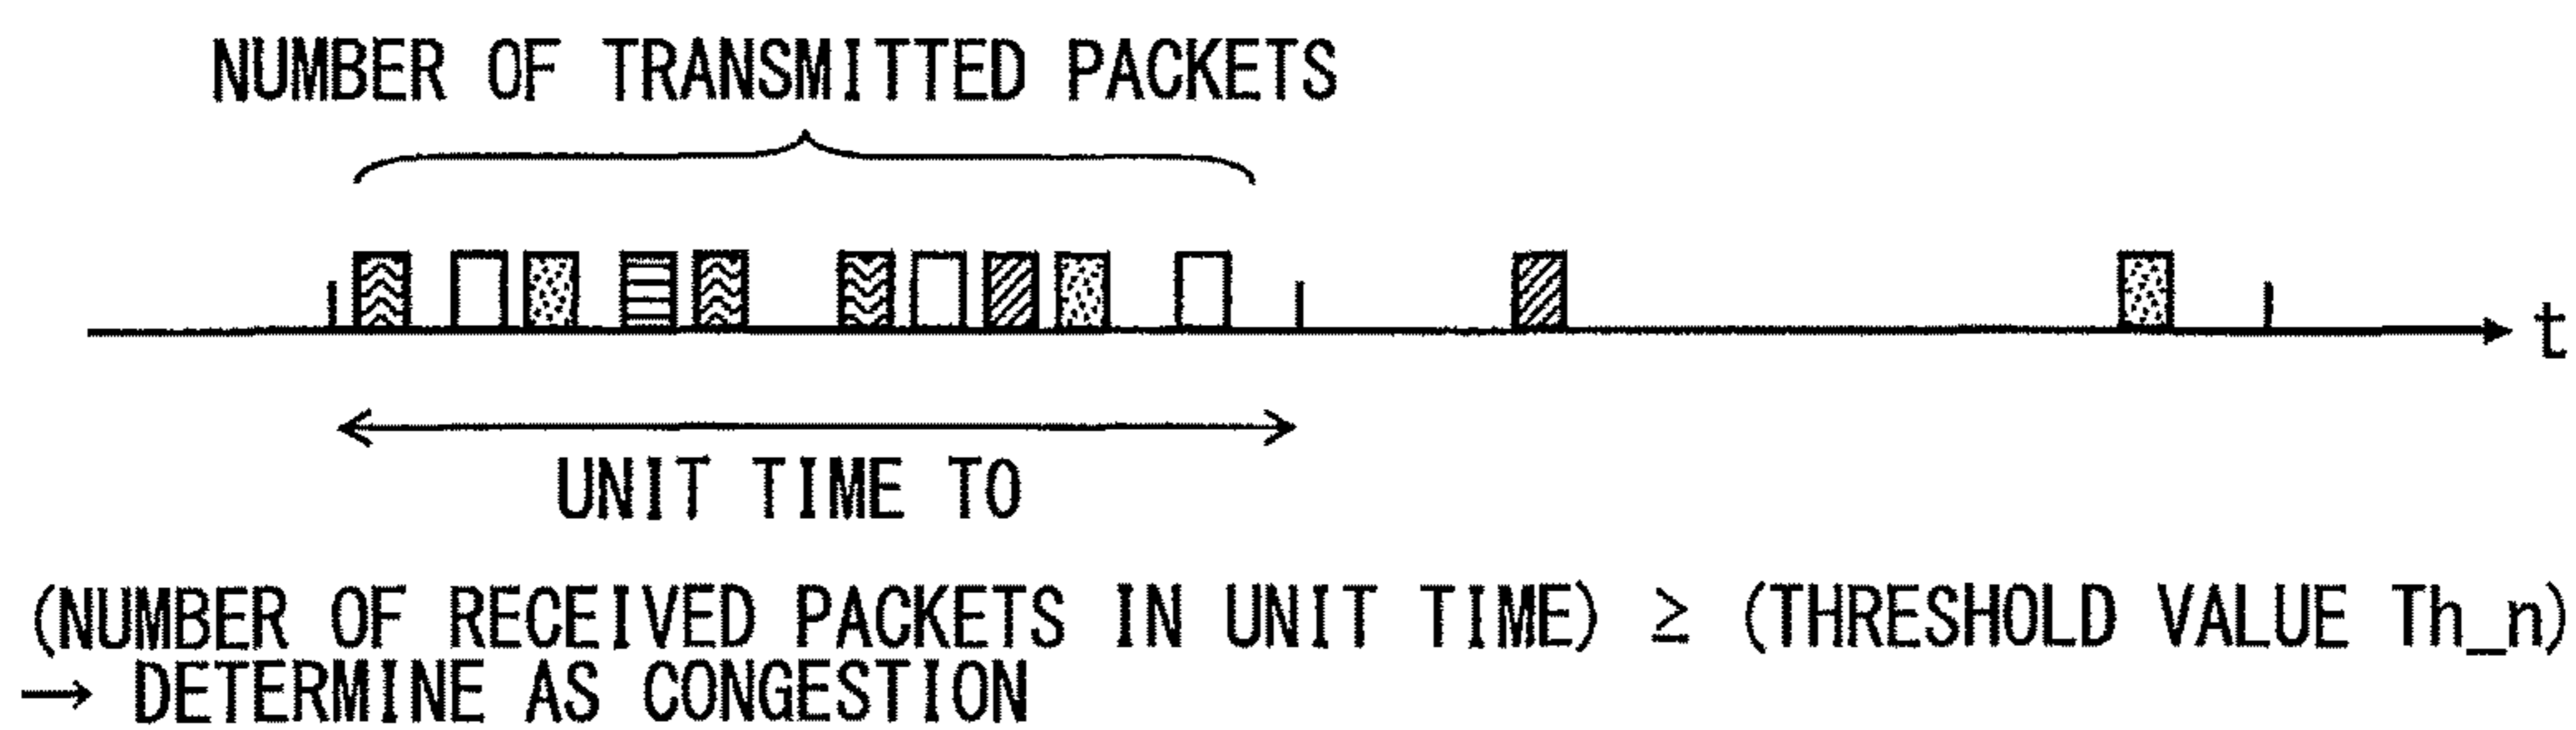 NUMBER OF TRANSMITTED PACKETS
t
UNIT TIME TO
(NUMBER OF RECEIVED PACKETS IN UNIT TIME) ≥ (THRESHOLD VALUE Th_n)
→ DETERMINE AS CONGESTION